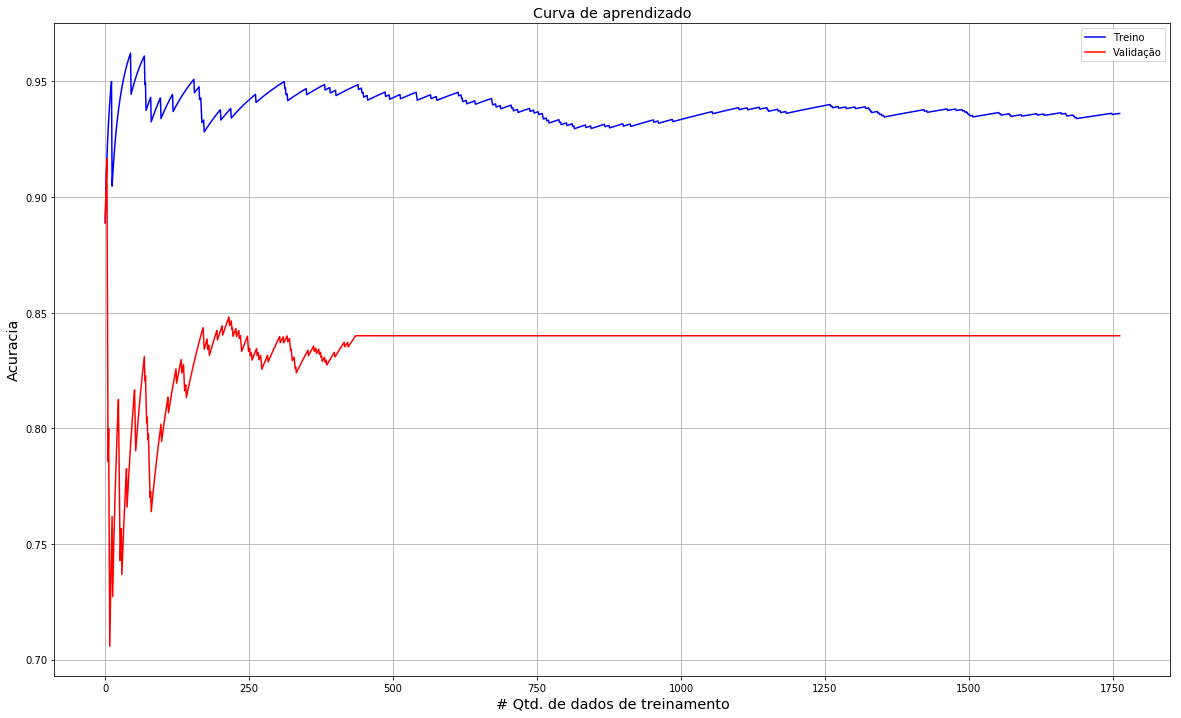 Curva de aprendizado
Treino
Validação
Acuracia
0.95
0.90
0.85
0.80
0.75
0.70
0
250
500
750
1000
1250
1500
1750
# Qtd. de dados de treinamento